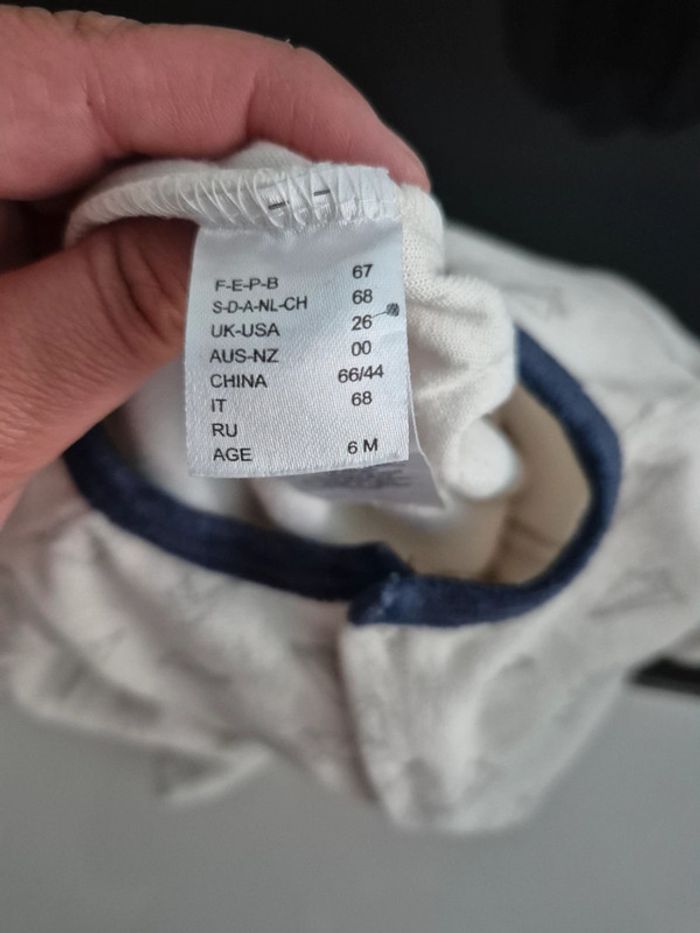 F-E-P-B 67
S-D-A-NL-CH 68
UK-USA 26
AUS-NZ 00
CHINA 66/44
IT 68
RU
AGE 6 M